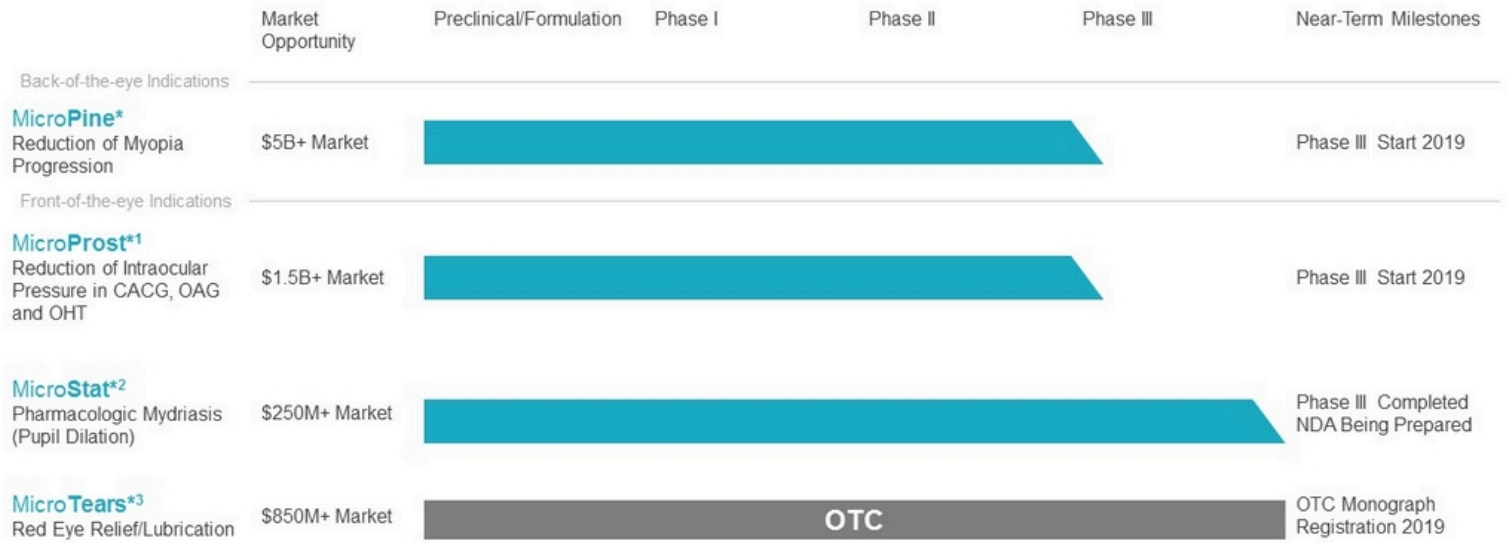 Market Opportunity
Preclinical/Formulation
Phase I
Phase II
Phase III
Near-Term Milestones
Back-of-the-eye Indications
MicroPine*
Reduction of Myopia
Progression
$5B+ Market
Phase III Start 2019
Front-of-the-eye Indications
MicroProst*1
Reduction of Intraocular
Pressure in CACG, OAG
and OHT
$1.5B+ Market
Phase III Start 2019
MicroStat*2
Pharmacologic Mydriasis
(Pupil Dilation)
$250M+ Market
Phase III Completed
NDA Being Prepared
MicroTears*3
Red Eye Relief/Lubrication
$850M+ Market
OTC
OTC Monograph
Registration 2019